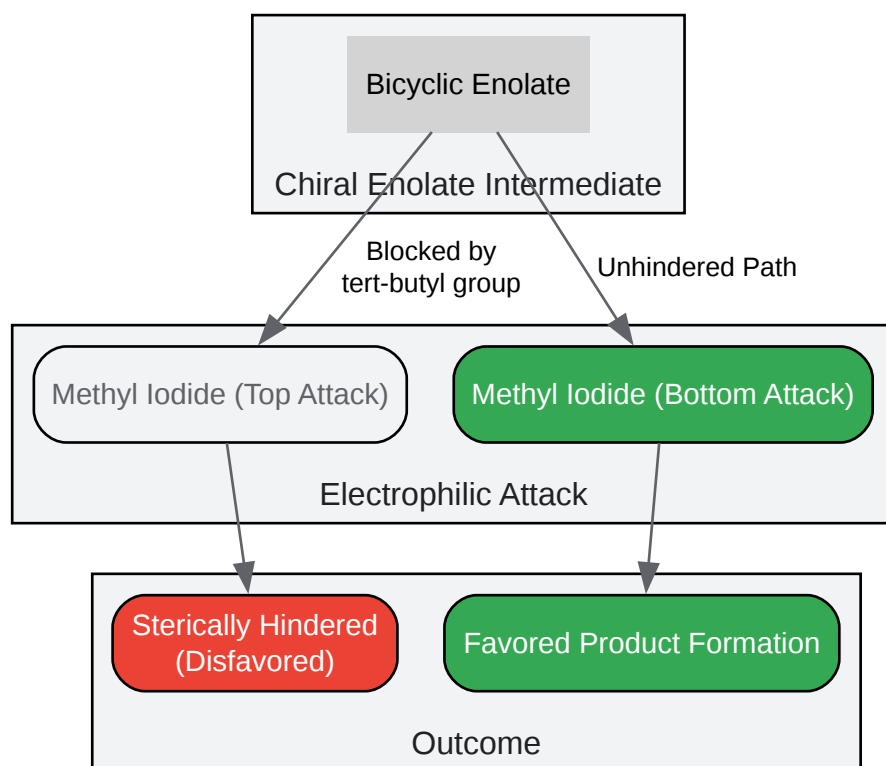 Bicyclic Enolate
Chiral Enolate Intermediate
Blocked by
tert-butyl group
Unhindered Path
Methyl Iodide (Top Attack)
Methyl Iodide (Bottom Attack)
Electrophilic Attack
Sterically Hindered
(Disfavored)
Favored Product Formation
Outcome